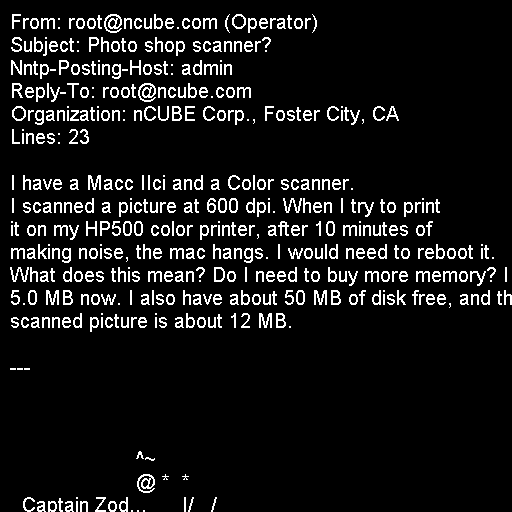 From: root@ncube.com (Operator)
Subject: Photo shop scanner?
Nntp-Posting-Host: admin
Reply-To: root@ncube.com
Organization: nCUBE Corp., Foster City, CA
Lines: 23

I have a Macc IIci and a Color scanner.
I scanned a picture at 600 dpi. When I try to print
it on my HP500 color printer, after 10 minutes of
making noise, the mac hangs. I would need to reboot it.
What does this mean? Do I need to buy more memory? I
5.0 MB now. I also have about 50 MB of disk free, and th
scanned picture is about 12 MB.

---

^~
@ *  *
Captain Zod...       |/   /